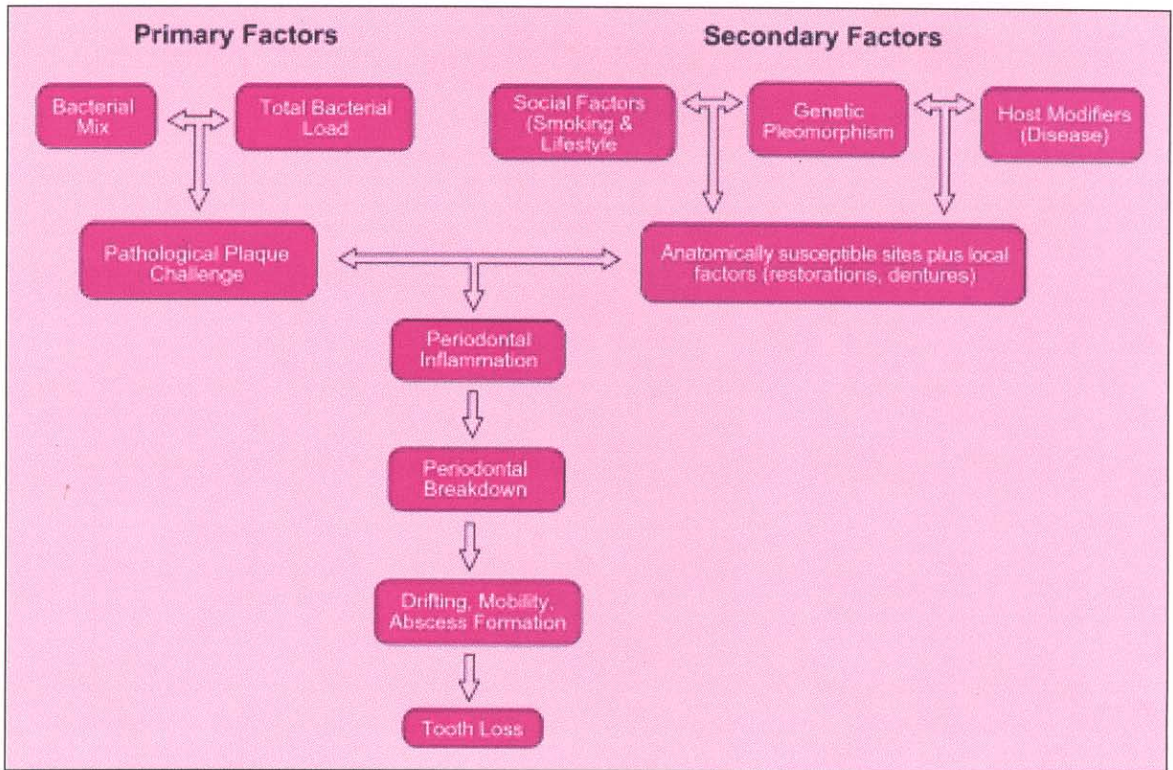 Primary Factors
Secondary Factors
Bacterial
Mix
Total Bacterial
Load
Social Factors
(Smoking &
Lifestyle
Genetic
Pleomorphism
Host Modifiers
(Disease)
Pathological Plaque
Challenge
Anatomically susceptible sites plus local
factors (restorations, dentures)
Periodontal
Inflammation
Periodontal
Breakdown
Drifting, Mobility,
Abscess Formation
Tooth Loss